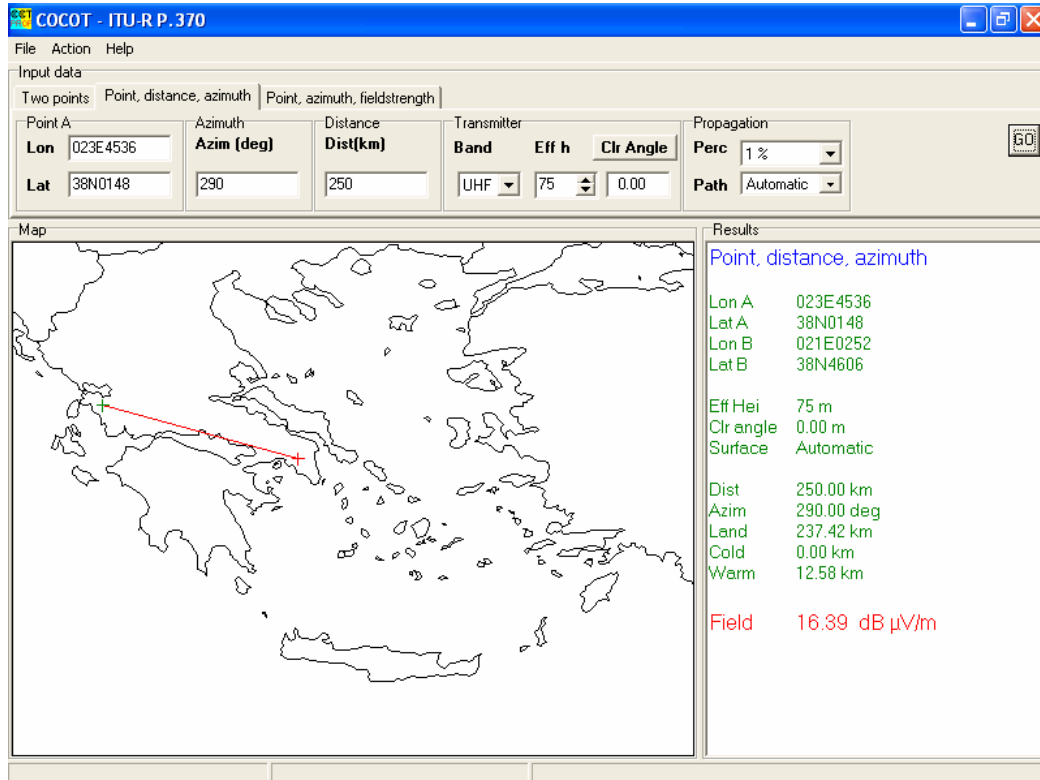 COCOT - ITU-R P.370
File Action Help
Input data
Two points Point, distance, azimuth Point, azimuth, fieldstrength
Point A Azimuth Distance Transmitter Propagation
Lon 023E4536 Azim (deg) Dist(km) Band Eff h Clr Angle Perc 1 % GO
Lat 38N0148 290 250 UHF 75 0.00 Path Automatic
Map Results
Point, distance, azimuth
Lon A 023E4536
Lat A 38N0148
Lon B 021E0252
Lat B 38N4606
Eff Hei 75 m
Clr angle 0.00 m
Surface Automatic
Dist 250.00 km
Azim 290.00 deg
Land 237.42 km
Cold 0.00 km
Warm 12.58 km
Field 16.39 dB µV/m